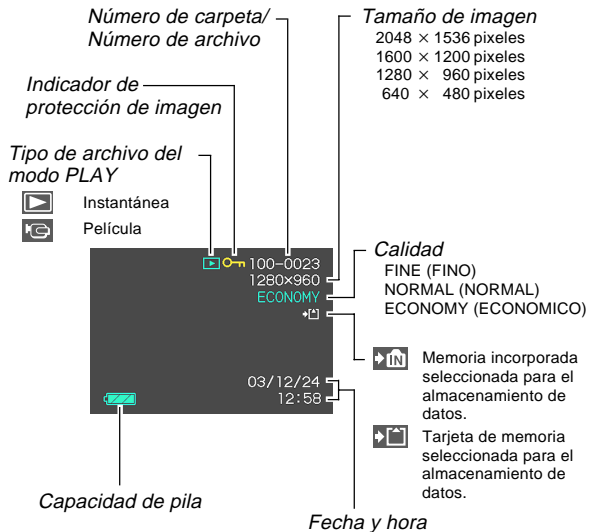 Número de carpeta/
Número de archivo
Tamaño de imagen
2048 × 1536 pixeles
1600 × 1200 pixeles
1280 × 960 pixeles
640 × 480 pixeles
Indicador de
protección de imagen
Tipo de archivo del
modo PLAY
Instantánea
Película
100-0023
1280×960
ECONOMY
03/12/24
12:58
Calidad
FINE (FINO)
NORMAL (NORMAL)
ECONOMY (ECONOMICO)
IN
Memoria incorporada
seleccionada para el
almacenamiento de
datos.
Tarjeta de memoria
seleccionada para el
almacenamiento de
datos.
Capacidad de pila
Fecha y hora